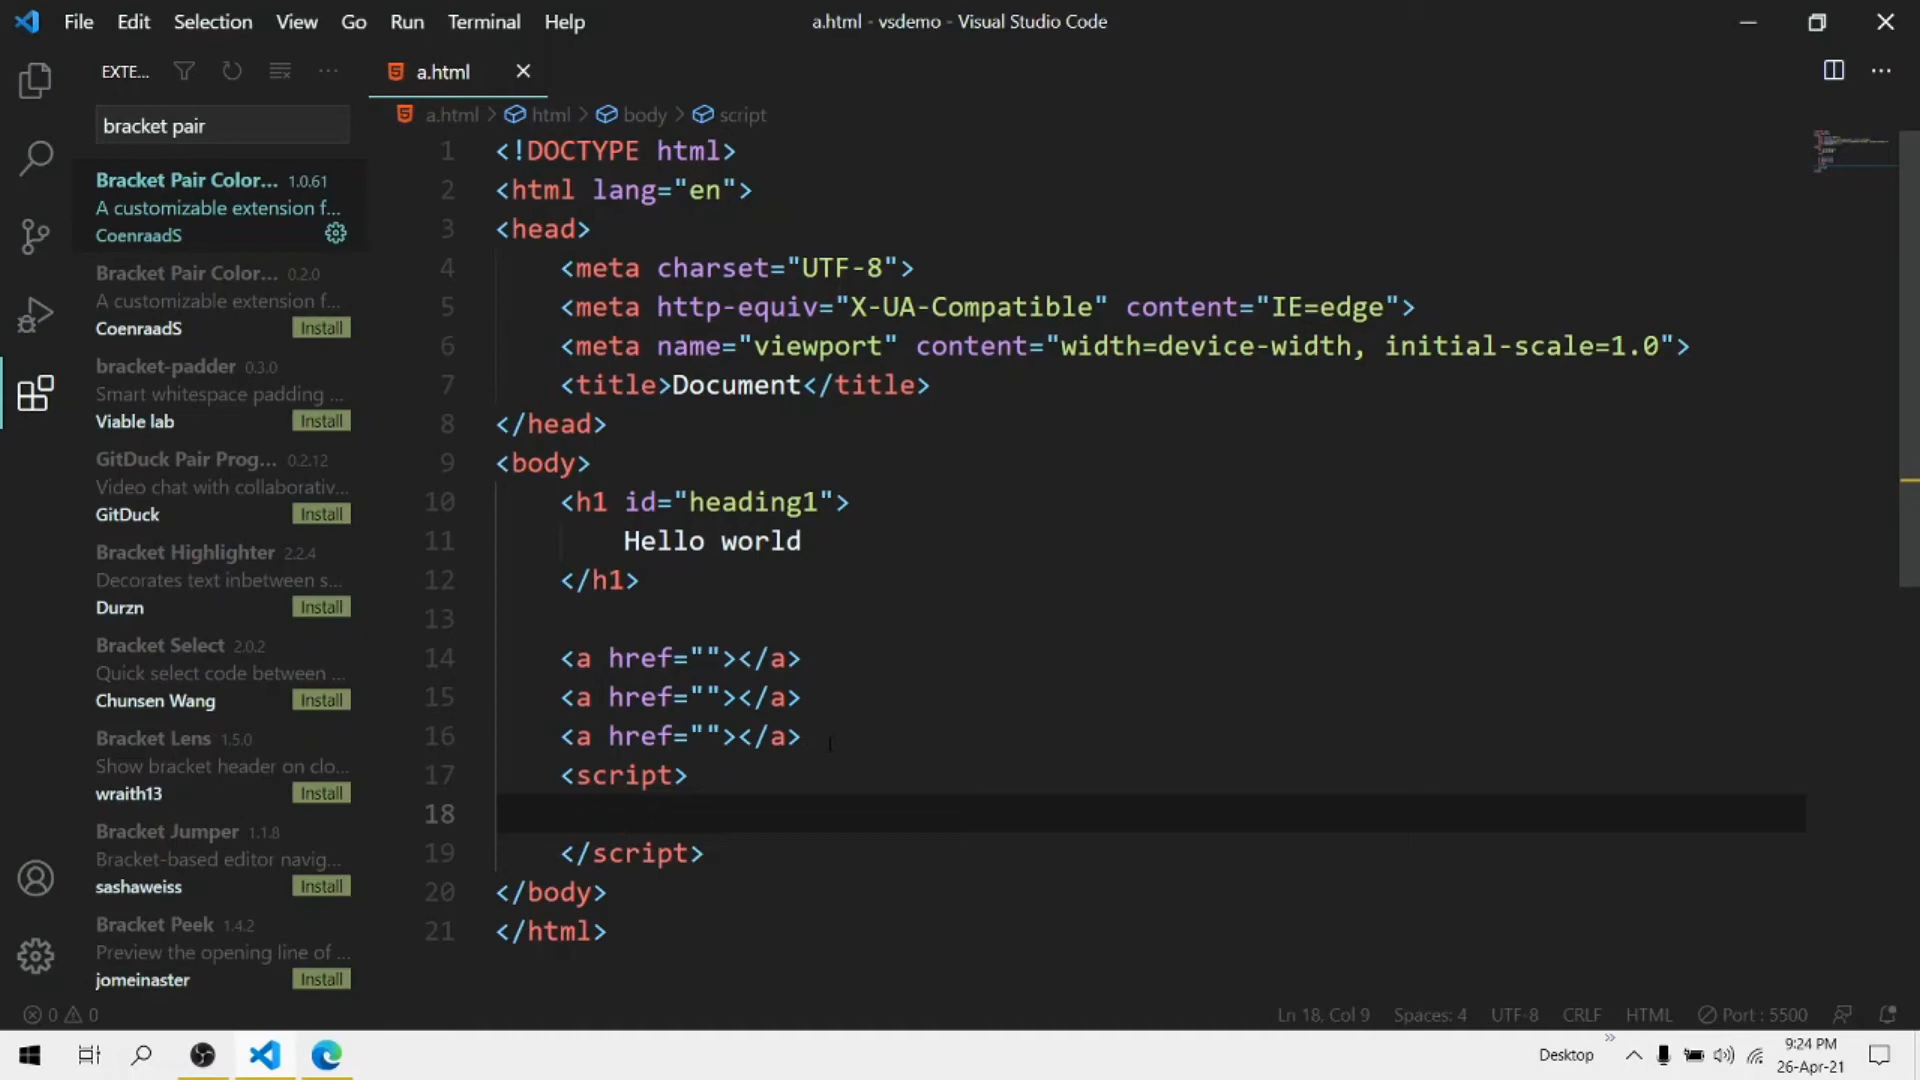 File Edit Selection View Go Run Terminal Help
a.html - vsdemo - Visual Studio Code
EXTE...
a.html
bracket pair
a.html > html > body > script
Bracket Pair Color... 1.0.61
A customizable extension f...
CoenraadS
Bracket Pair Color... 0.2.0
A customizable extension f...
CoenraadS Install
bracket-padder 0.3.0
Smart whitespace padding ...
Viable lab Install
GitDuck Pair Prog... 0.2.12
Video chat with collaborativ...
GitDuck Install
Bracket Highlighter 2.2.4
Decorates text inbetween s...
Durzn Install
Bracket Select 2.0.2
Quick select code between ...
Chunsen Wang Install
Bracket Lens 1.5.0
Show bracket header on clo...
wraith13 Install
Bracket Jumper 1.1.8
Bracket-based editor navig...
sashaweiss Install
Bracket Peek 1.4.2
Preview the opening line of ...
jomeinaster Install
1 <!DOCTYPE html>
2 <html lang="en">
3 <head>
4 <meta charset="UTF-8">
5 <meta http-equiv="X-UA-Compatible" content="IE=edge">
6 <meta name="viewport" content="width=device-width, initial-scale=1.0">
7 <title>Document</title>
8 </head>
9 <body>
10 <h1 id="heading1">
11 Hello world
12 </h1>
13
14 <a href=""></a>
15 <a href=""></a>
16 <a href=""></a>
17 <script>
18
19 </script>
20 </body>
21 </html>
0 0
Ln 18, Col 9 Spaces: 4 UTF-8 CRLF HTML Port : 5500
Desktop
9:24 PM
26-Apr-21